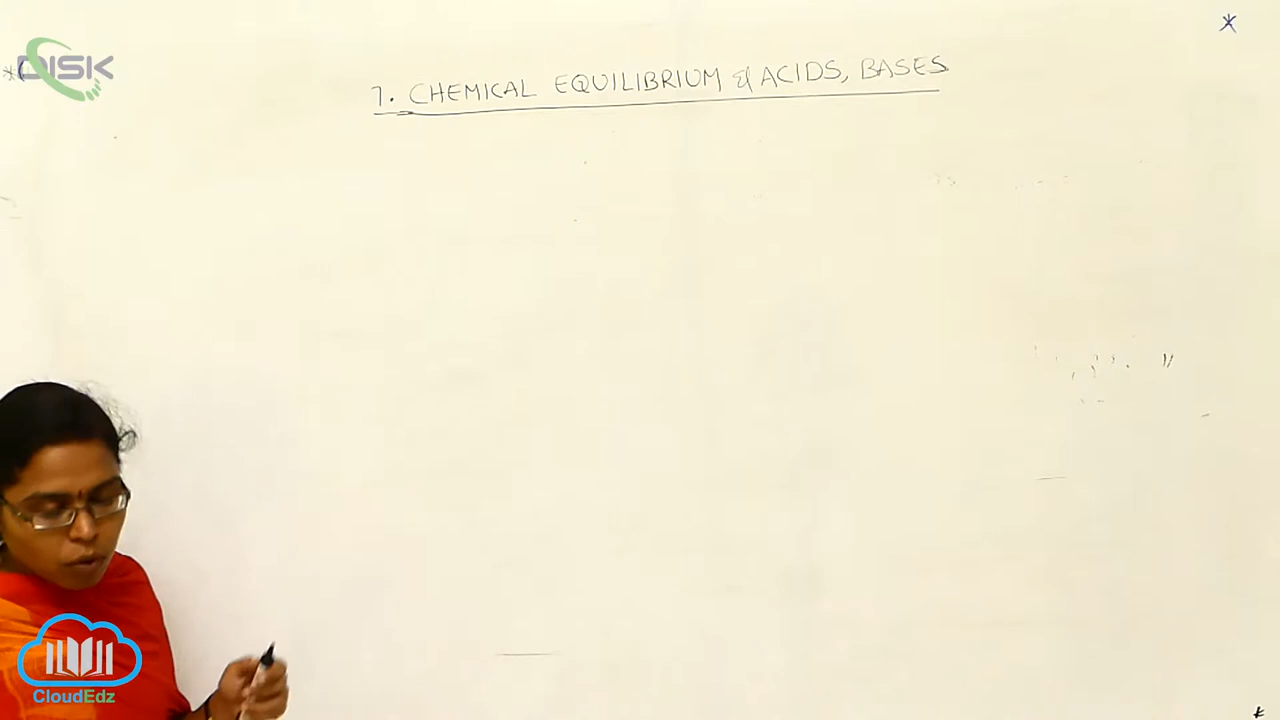 DISK
7. CHEMICAL EQUILIBRIUM & ACIDS, BASES
CloudEdz